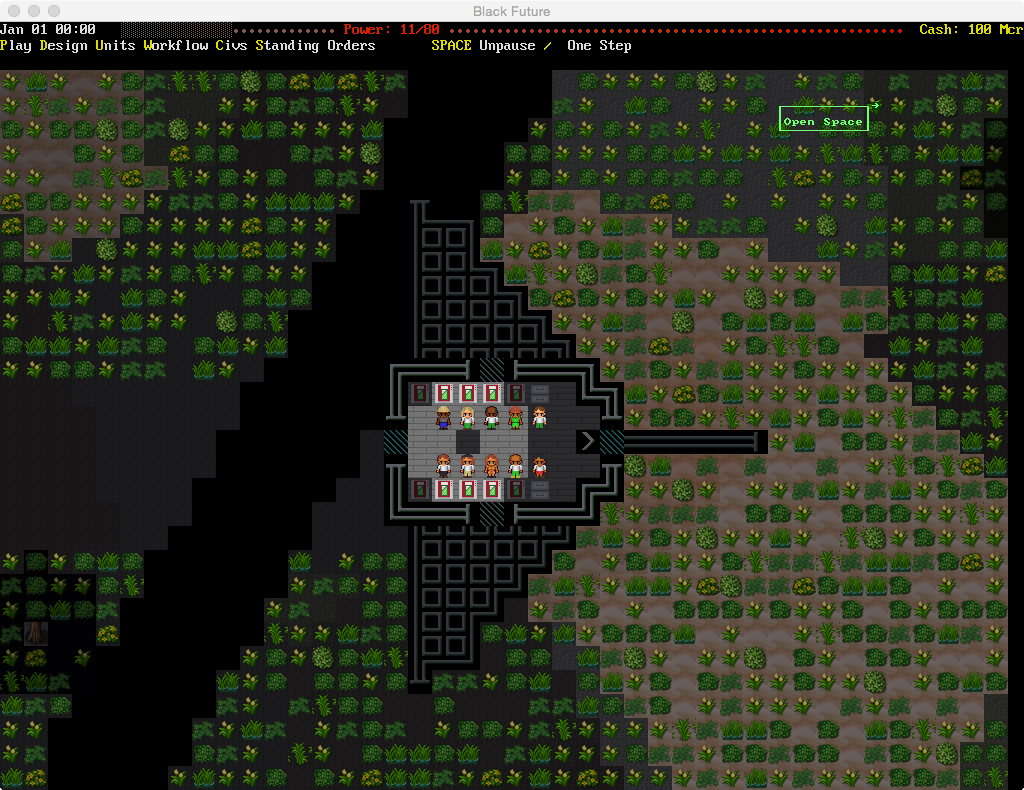 Black Future
Jan 01 00:00 Power: 11/80 Cash: 100 Mcr
Play Design Units Workflow Civs Standing Orders SPACE Unpause / One Step
Open Space